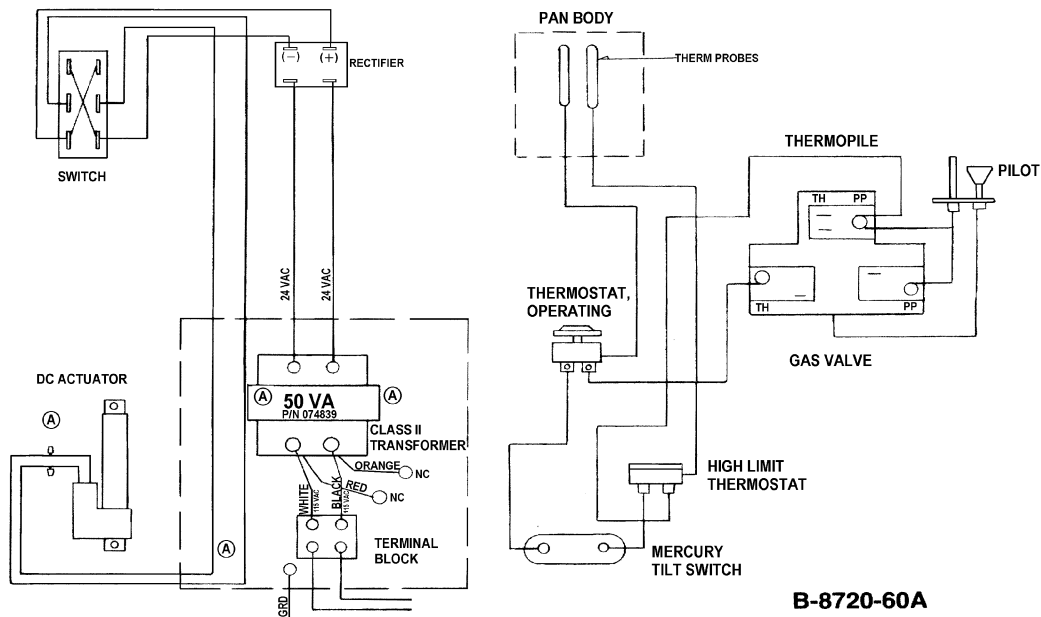 PAN BODY
(-) (+)
RECTIFIER
THERM PROBES
SWITCH
THERMOPILE
PILOT
TH PP
24 VAC
24 VAC
THERMOSTAT,
OPERATING
TH
PP
GAS VALVE
DC ACTUATOR
A
A
A
50 VA
P/N 074839
CLASS II
TRANSFORMER
ORANGE
NC
RED
NC
WHITE
115 VAC
BLACK
115 VAC
HIGH LIMIT
THERMOSTAT
TERMINAL
BLOCK
A
MERCURY
TILT SWITCH
GRD
B-8720-60A